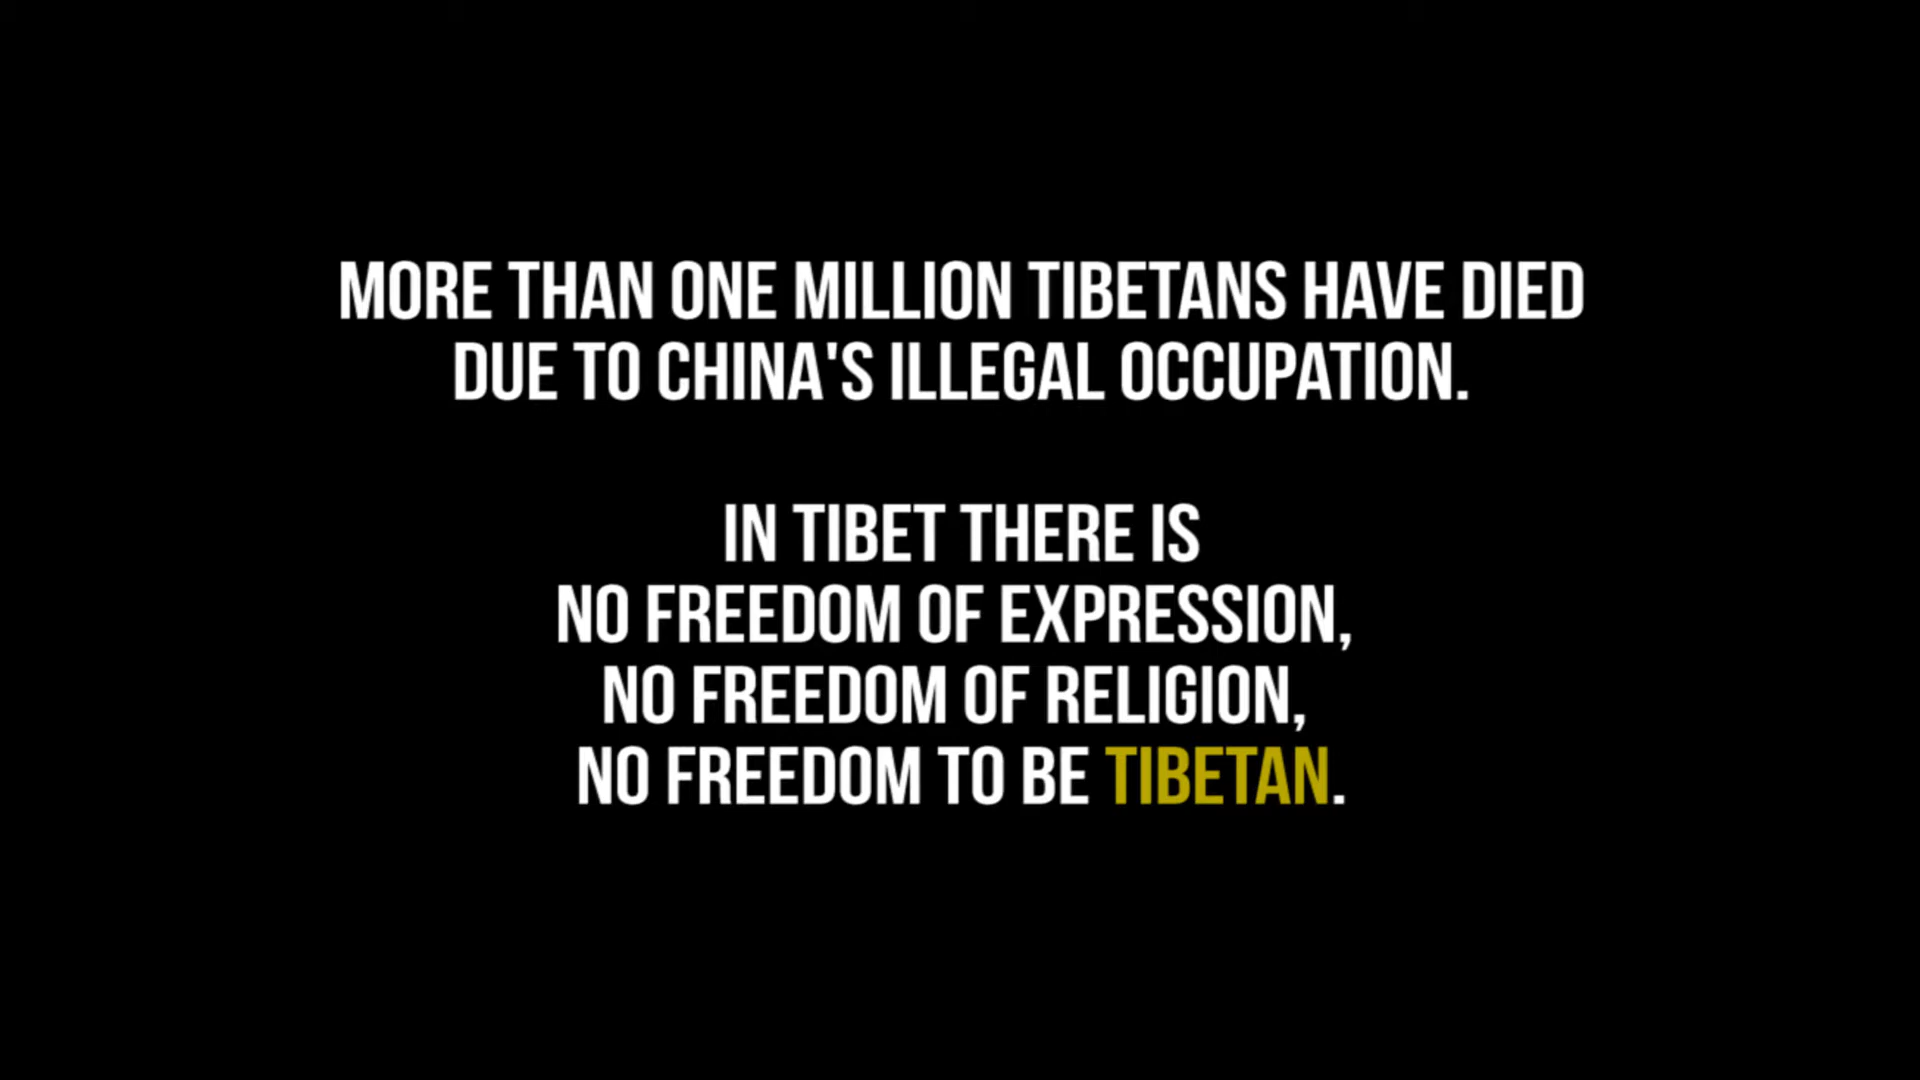 MORE THAN ONE MILLION TIBETANS HAVE DIED
DUE TO CHINA'S ILLEGAL OCCUPATION.
IN TIBET THERE IS
NO FREEDOM OF EXPRESSION,
NO FREEDOM OF RELIGION,
NO FREEDOM TO BE TIBETAN.